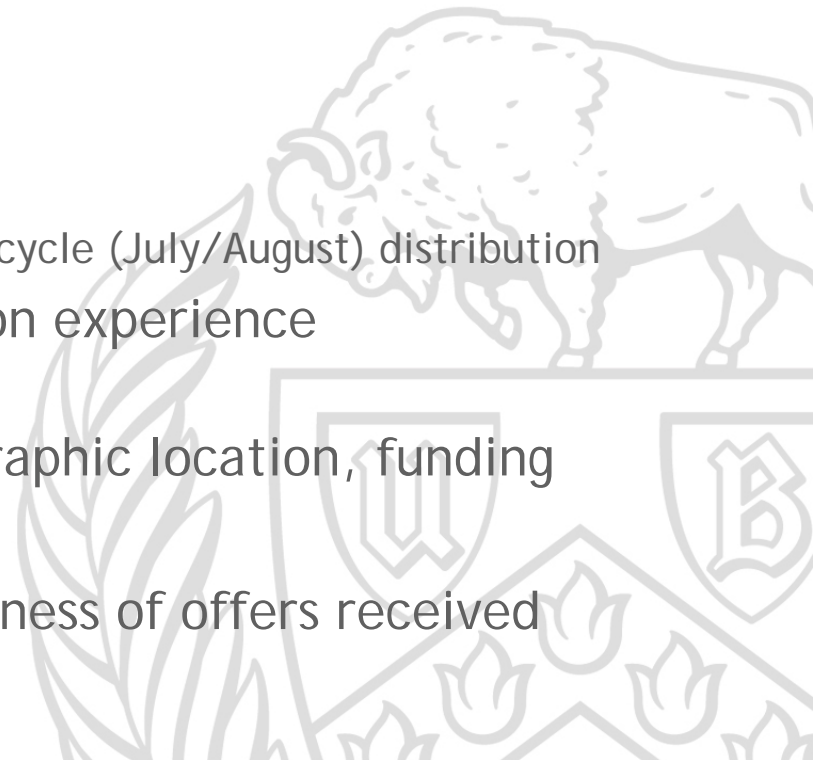 cycle (July/August) distribution
on experience
raphic location, funding
ness of offers received
U B